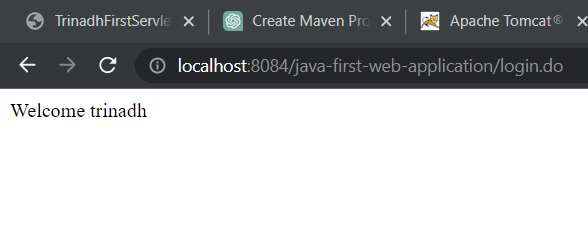 TrinadhFirstServle
Create Maven Pro
Apache Tomcat®
localhost:8084/java-first-web-application/login.do
Welcome trinadh